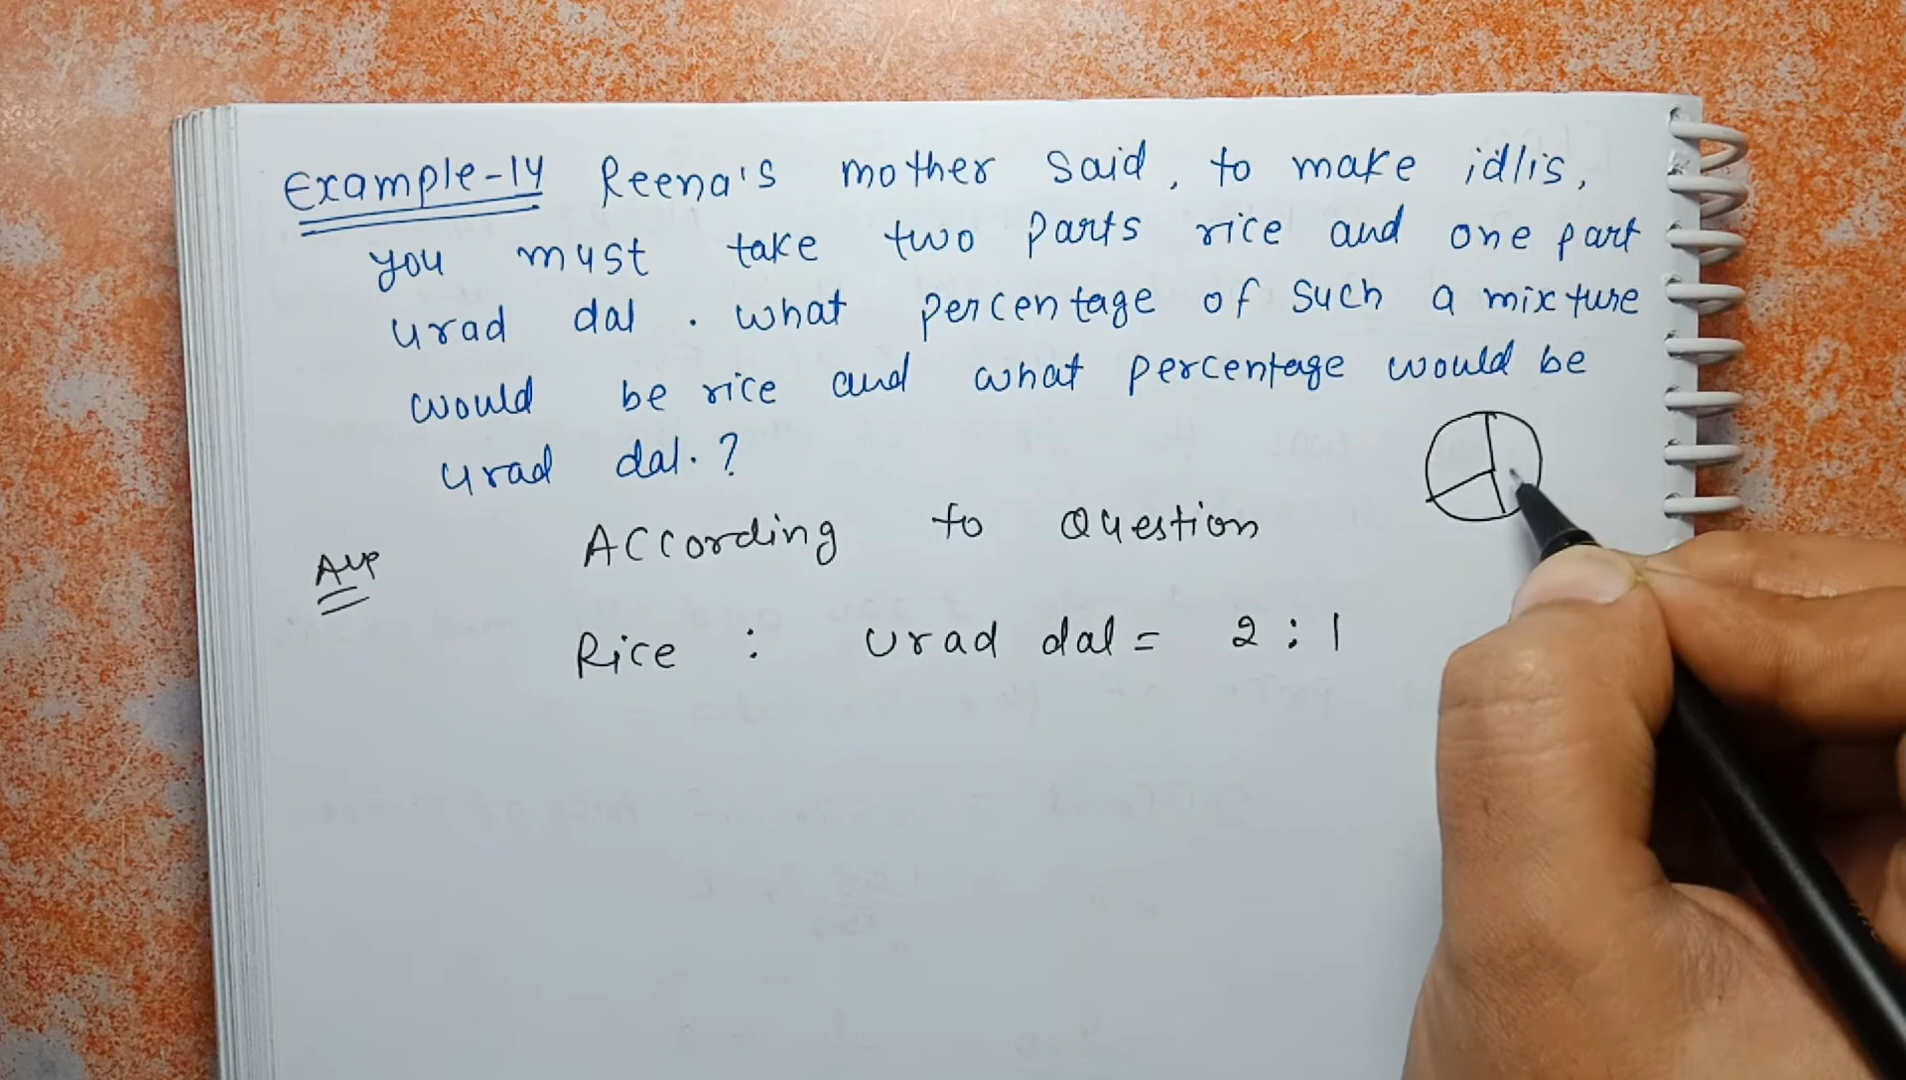 Example-14 Reena's mother said, to make idlis,
you must take two parts rice and one part
urad dal. what percentage of such a mixture
would be rice and what percentage would be
urad dal.?
According to Question
Rice : Urad dal = 2 : 1